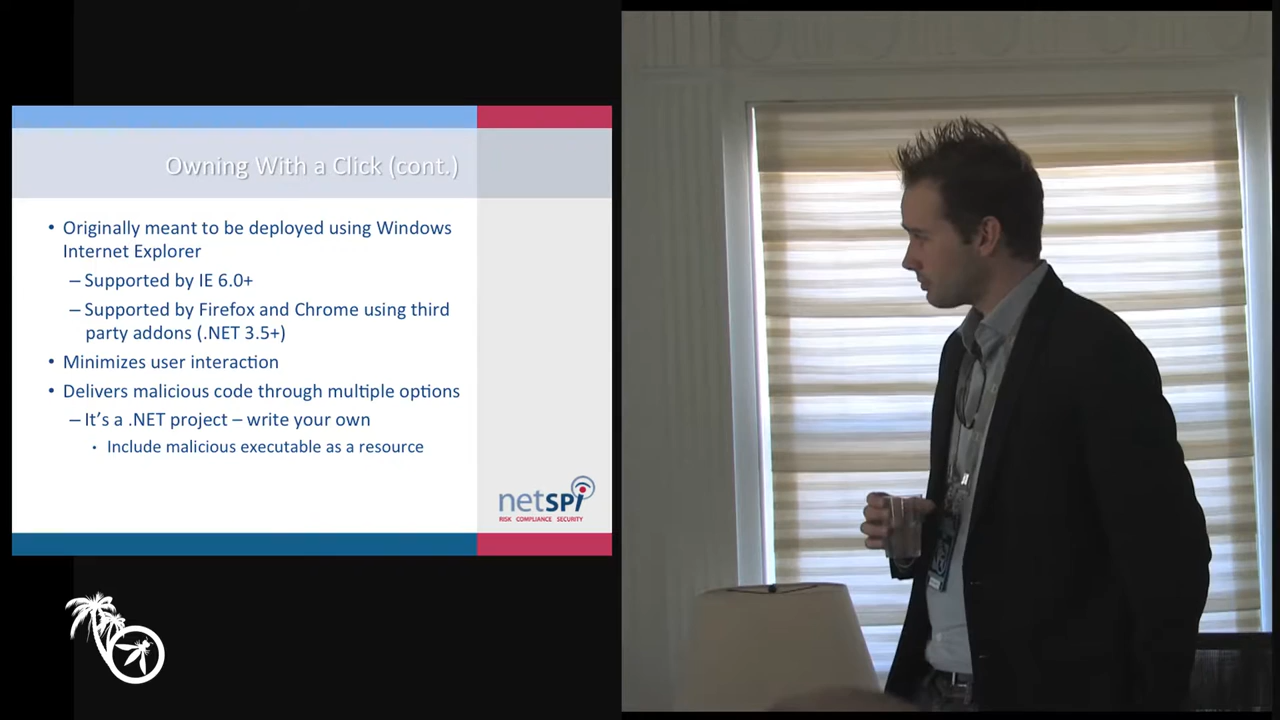 Owning With a Click (cont.)
• Originally meant to be deployed using Windows
Internet Explorer
– Supported by IE 6.0+
– Supported by Firefox and Chrome using third
party addons (.NET 3.5+)
• Minimizes user interaction
• Delivers malicious code through multiple options
– It's a .NET project – write your own
• Include malicious executable as a resource
netSPI
RISK COMPLIANCE SECURITY